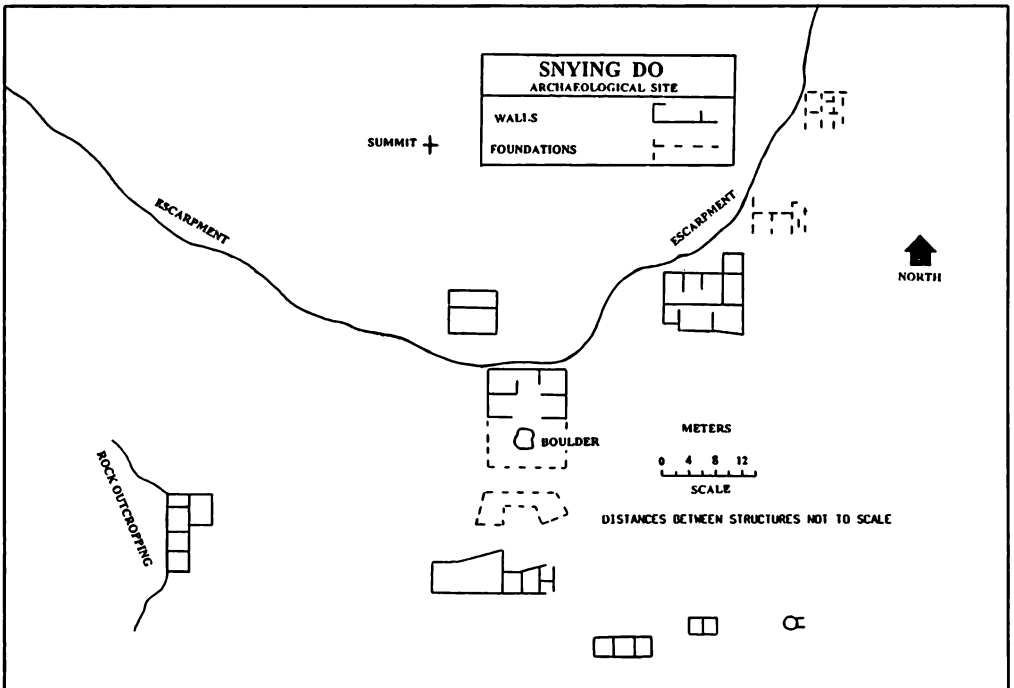 SNYING DO
ARCHAEOLOGICAL SITE
WALLS
FOUNDATIONS
SUMMIT
ESCARPMENT
ESCARPMENT
NORTH
BOULDER
METERS
0 4 8 12
SCALE
ROCK OUTCROPPING
DISTANCES BETWEEN STRUCTURES NOT TO SCALE